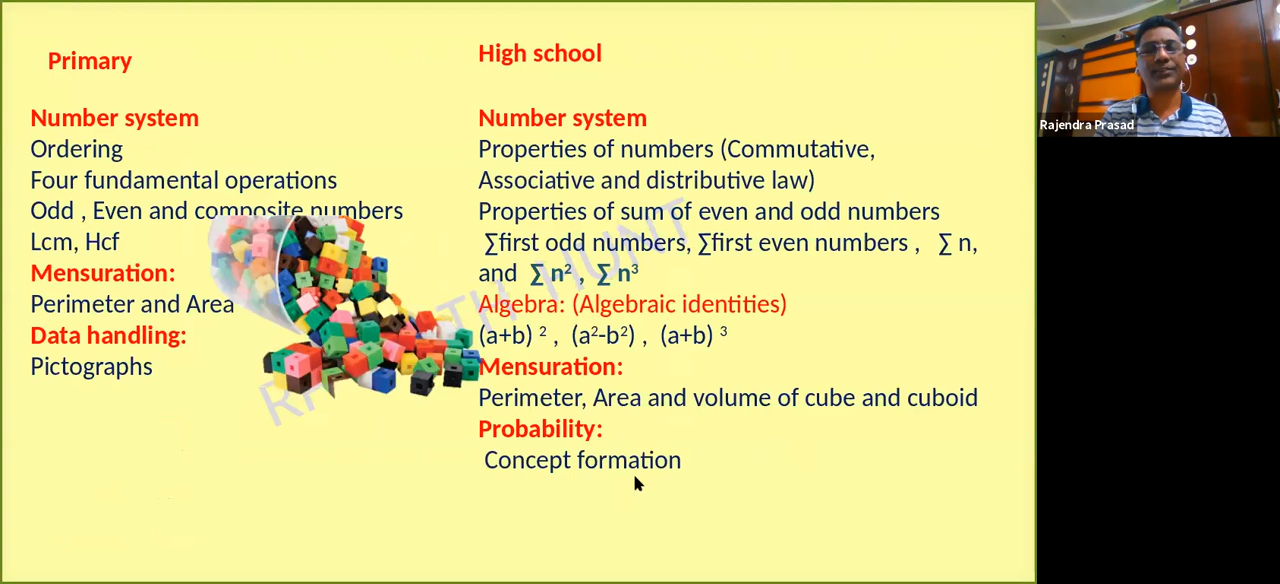 Primary
Number system
Ordering
Four fundamental operations
Odd , Even and composite numbers
Lcm, Hcf
Mensuration:
Perimeter and Area
Data handling:
Pictographs
High school
Number system
Properties of numbers (Commutative,
Associative and distributive law)
Properties of sum of even and odd numbers
∑first odd numbers, ∑first even numbers , ∑ n,
and ∑ n² , ∑ n³
Algebra: (Algebraic identities)
(a+b) ² , (a²-b²) , (a+b) ³
Mensuration:
Perimeter, Area and volume of cube and cuboid
Probability:
Concept formation
Rajendra Prasad